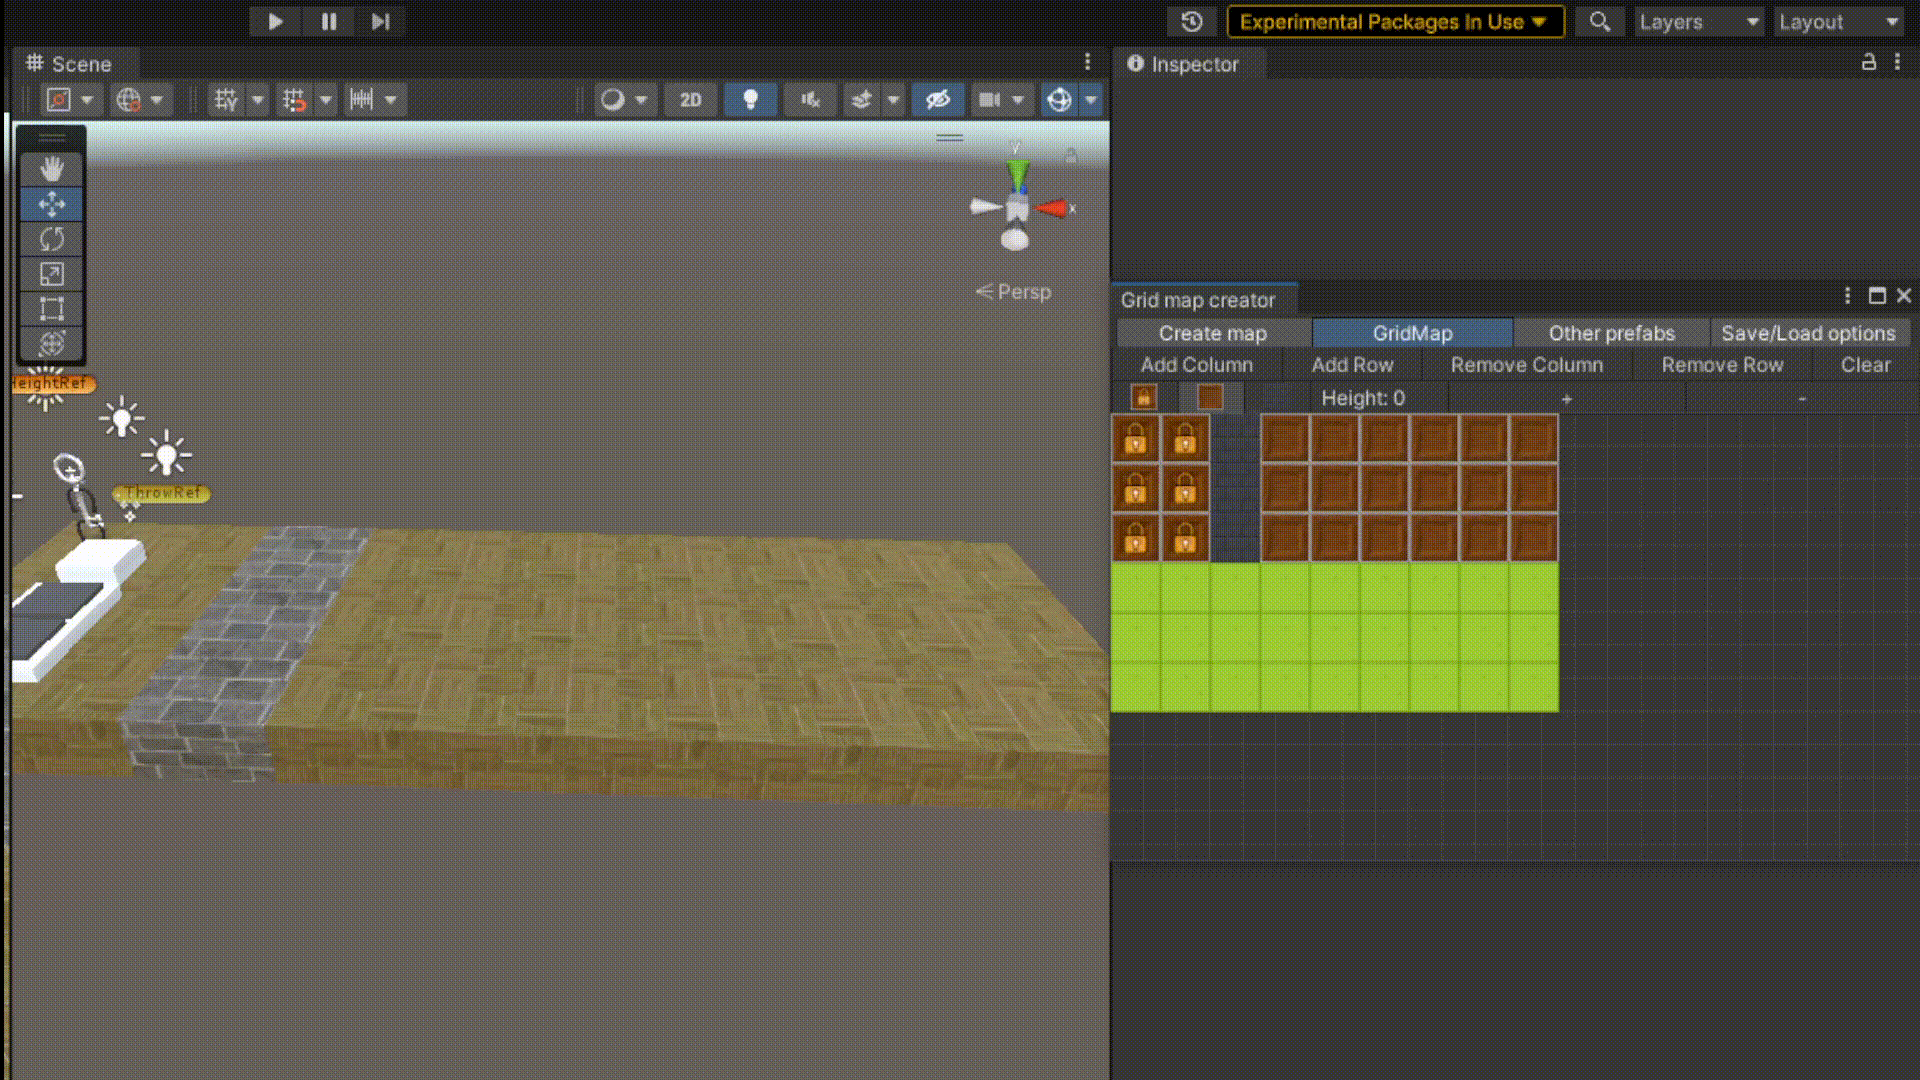 Experimental Packages In Use
Layers
Layout
Scene
Inspector
2D
y
x
Persp
HeightRef
ThrowRef
Grid map creator
Create map
GridMap
Other prefabs
Save/Load options
Add Column
Add Row
Remove Column
Remove Row
Clear
Height: 0
+
-